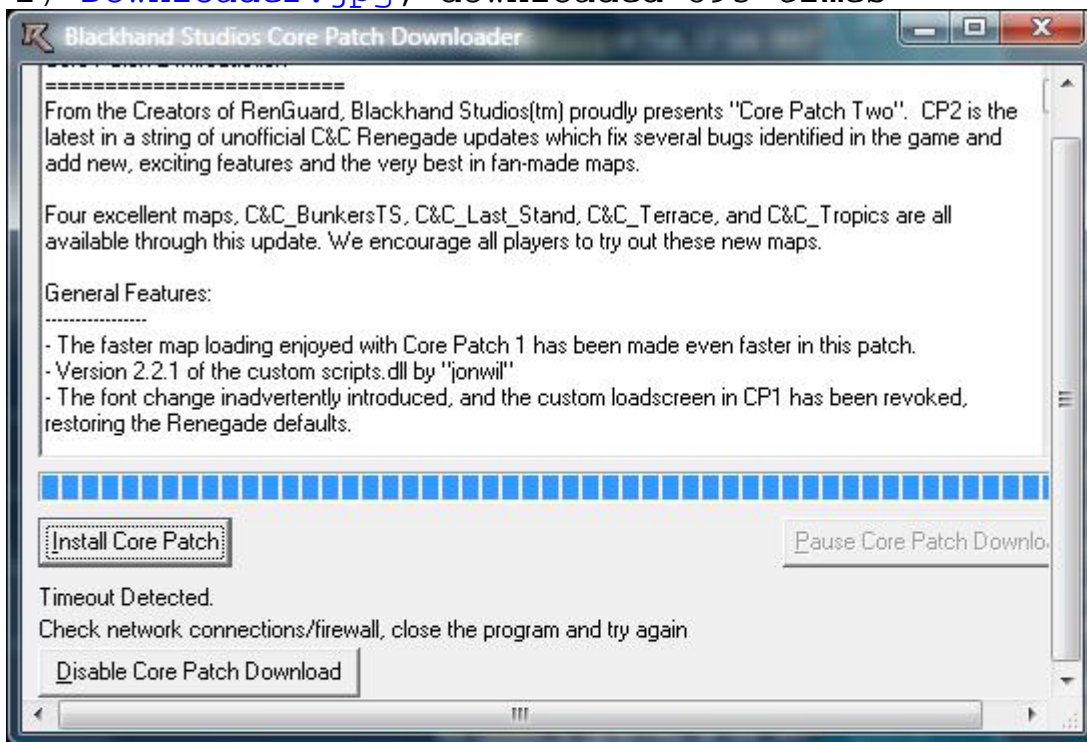 Downloader.jpg, downloaded 695 times
Blackhand Studios Core Patch Downloader
===========================
From the Creators of RenGuard, Blackhand Studios(tm) proudly presents "Core Patch Two".  CP2 is the
latest in a string of unofficial C&C Renegade updates which fix several bugs identified in the game and
add new, exciting features and the very best in fan-made maps.
Four excellent maps, C&C_BunkersTS, C&C_Last_Stand, C&C_Terrace, and C&C_Tropics are all
available through this update. We encourage all players to try out these new maps.
General Features:
----------------
- The faster map loading enjoyed with Core Patch 1 has been made even faster in this patch.
- Version 2.2.1 of the custom scripts.dll by "jonwil"
- The font change inadvertently introduced, and the custom loadscreen in CP1 has been revoked,
restoring the Renegade defaults.
Install Core Patch
Pause Core Patch Downlo
Timeout Detected.
Check network connections/firewall, close the program and try again
Disable Core Patch Download